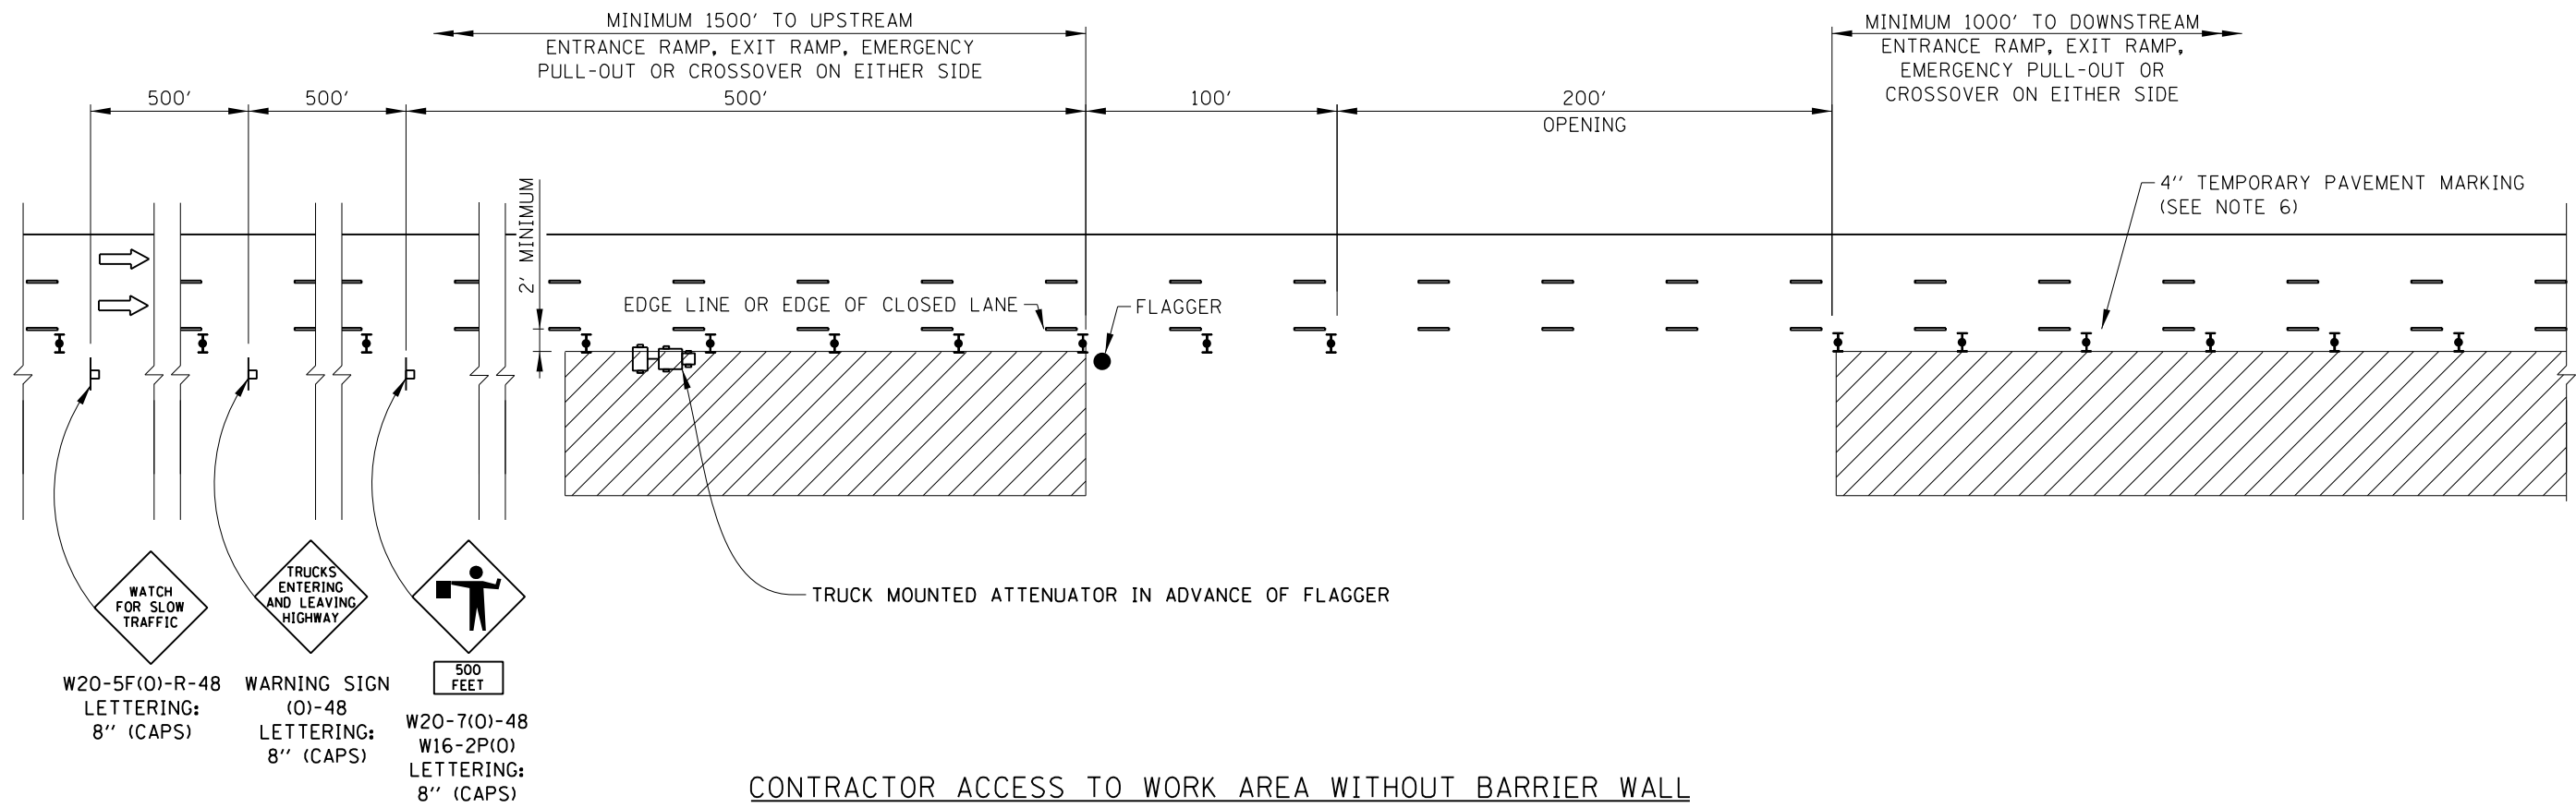 MINIMUM 1500' TO UPSTREAM
ENTRANCE RAMP, EXIT RAMP, EMERGENCY
PULL-OUT OR CROSSOVER ON EITHER SIDE
MINIMUM 1000' TO DOWNSTREAM
ENTRANCE RAMP, EXIT RAMP,
EMERGENCY PULL-OUT OR
CROSSOVER ON EITHER SIDE
500'
500'
500'
100'
200'
OPENING
2' MINIMUM
4'' TEMPORARY PAVEMENT MARKING
(SEE NOTE 6)
EDGE LINE OR EDGE OF CLOSED LANE
FLAGGER
TRUCK MOUNTED ATTENUATOR IN ADVANCE OF FLAGGER
WATCH
FOR SLOW
TRAFFIC
W20-5F(O)-R-48
LETTERING:
8'' (CAPS)
TRUCKS
ENTERING
AND LEAVING
HIGHWAY
WARNING SIGN
(O)-48
LETTERING:
8'' (CAPS)
500
FEET
W20-7(O)-48
W16-2P(O)
LETTERING:
8'' (CAPS)
CONTRACTOR ACCESS TO WORK AREA WITHOUT BARRIER WALL